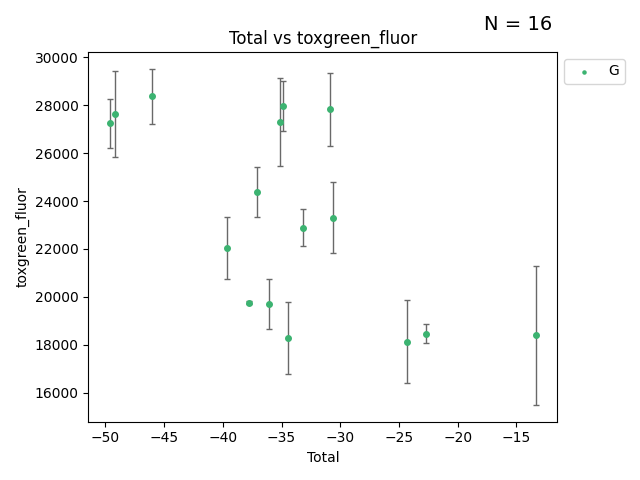 N = 16
Total vs toxgreen_fluor
G
30000
28000
26000
24000
22000
20000
18000
16000
toxgreen_fluor
−50 −45 −40 −35 −30 −25 −20 −15
Total